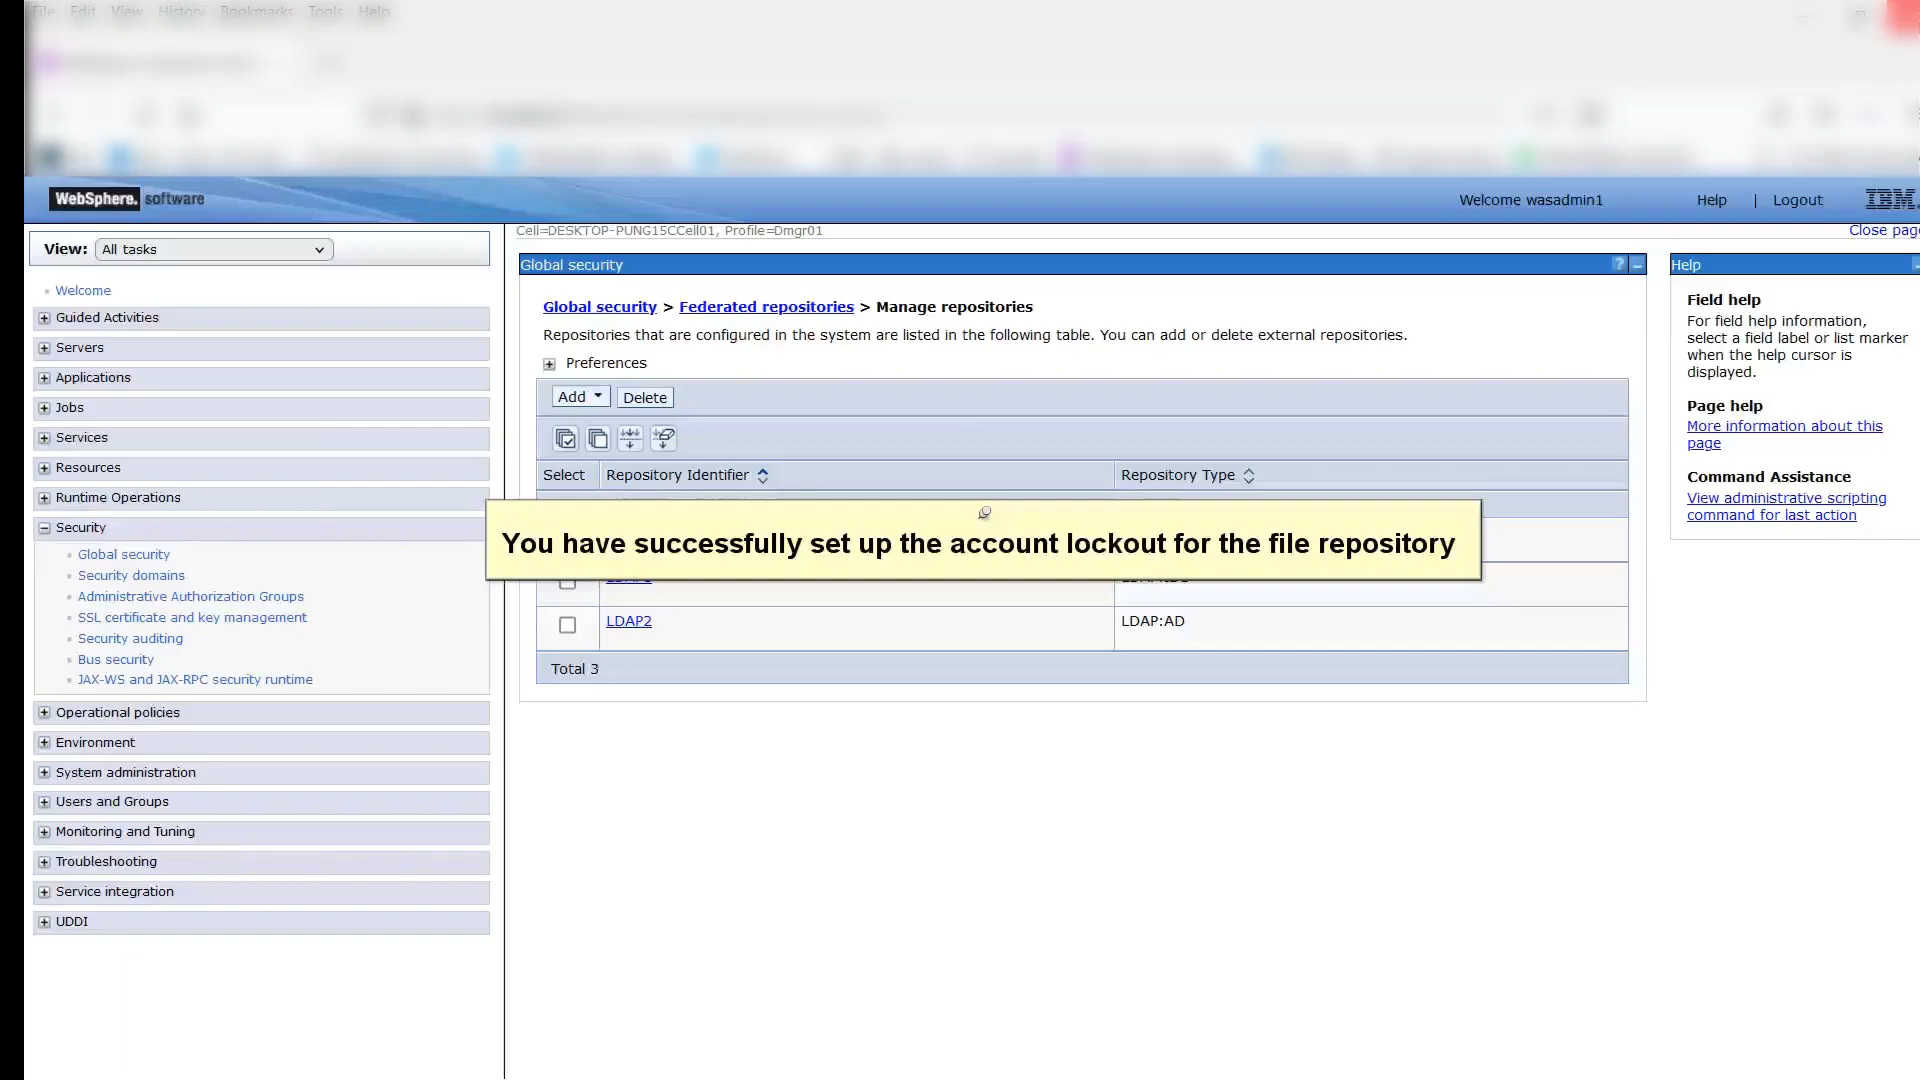 File Edit View History Bookmarks Tools Help
WebSphere. software
Welcome wasadmin1 Help | Logout IBM.
View: All tasks
Cell=DESKTOP-PUNG15CCell01, Profile=Dmgr01
Close page
Welcome
Guided Activities
Servers
Applications
Jobs
Services
Resources
Runtime Operations
Security
Global security
Security domains
Administrative Authorization Groups
SSL certificate and key management
Security auditing
Bus security
JAX-WS and JAX-RPC security runtime
Operational policies
Environment
System administration
Users and Groups
Monitoring and Tuning
Troubleshooting
Service integration
UDDI
Global security ?
Global security > Federated repositories > Manage repositories
Repositories that are configured in the system are listed in the following table. You can add or delete external repositories.
Preferences
Add Delete
Select Repository Identifier Repository Type
You have successfully set up the account lockout for the file repository
LDAP2 LDAP:AD
Total 3
Help
Field help
For field help information,
select a field label or list marker
when the help cursor is
displayed.
Page help
More information about this
page
Command Assistance
View administrative scripting
command for last action